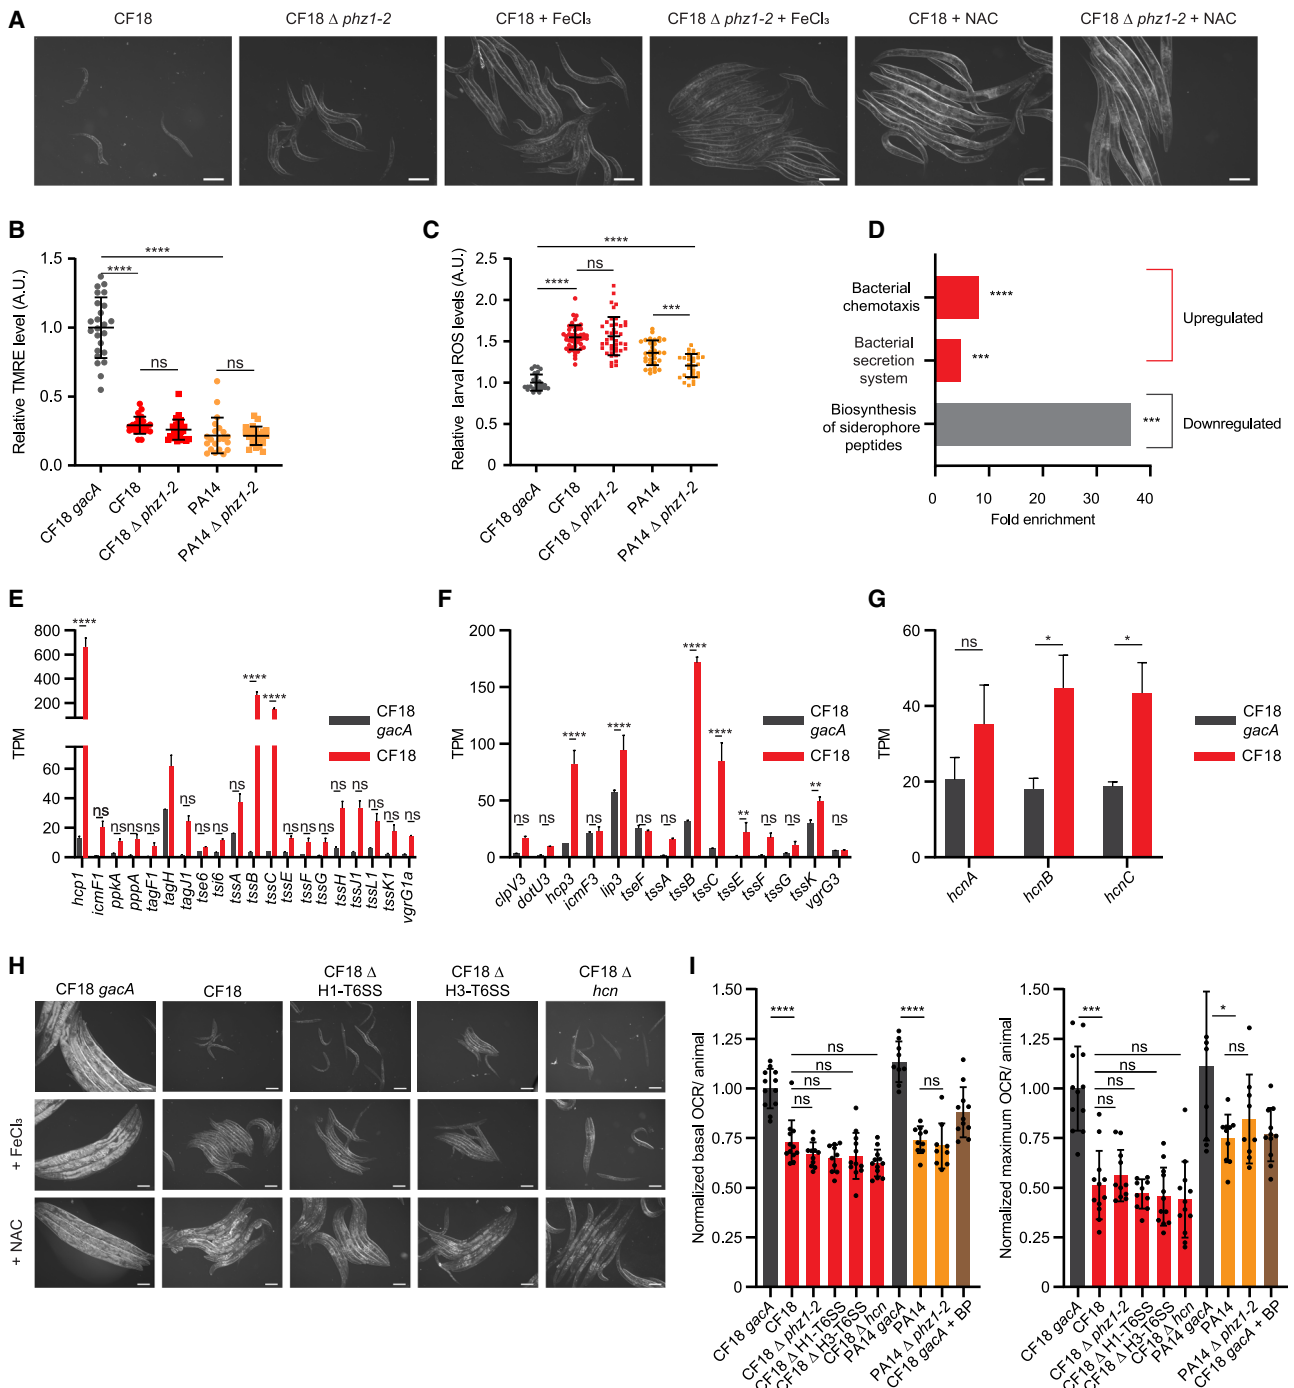 A
CF18
CF18 Δ phz1-2
CF18 + FeCl₃
CF18 Δ phz1-2 + FeCl₃
CF18 + NAC
CF18 Δ phz1-2 + NAC
B
Relative TMRE level (A.U.)
1.5
1.0
0.5
0.0
****
****
ns
ns
CF18 gacA
CF18
CF18 Δ phz1-2
PA14
PA14 Δ phz1-2
C
Relative larval ROS levels (A.U.)
2.5
2.0
1.5
1.0
0.5
0
****
****
ns
***
CF18 gacA
CF18
CF18 Δ phz1-2
PA14
PA14 Δ phz1-2
D
Bacterial
chemotaxis
****
Bacterial
secretion
system
***
Upregulated
Biosynthesis
of siderophore
peptides
***
Downregulated
0
10
20
30
40
Fold enrichment
E
TPM
800
600
400
200
60
40
20
0
****
ns
ns
ns
ns
ns
ns
ns
ns
****
****
ns
ns
ns
ns
ns
ns
ns
ns
CF18
gacA
CF18
hcp1
icmF1
ppkA
pppA
tagF1
tagH
tagJ1
tse6
tsi6
tssA
tssB
tssC
tssE
tssF
tssG
tssH
tssJ1
tssL1
tssK1
vgrG1a
F
TPM
200
150
100
50
0
ns
ns
****
ns
****
ns
ns
****
****
**
ns
ns
**
ns
CF18
gacA
CF18
clpV3
dotU3
hcp3
icmF3
lip3
tseF
tssA
tssB
tssC
tssE
tssF
tssG
tssK
vgrG3
G
TPM
60
40
20
0
ns
*
*
CF18
gacA
CF18
hcnA
hcnB
hcnC
H
CF18 gacA
CF18
CF18 Δ
H1-T6SS
CF18 Δ
H3-T6SS
CF18 Δ
hcn
+ FeCl₃
+ NAC
I
Normalized basal OCR/ animal
1.50
1.25
1.00
0.75
0.50
0.25
0
****
ns
ns
ns
ns
****
ns
CF18 gacA
CF18
CF18 Δ phz1-2
CF18 Δ H1-T6SS
CF18 Δ H3-T6SS
CF18 Δ hcn
PA14 gacA
PA14
PA14 Δ phz1-2
CF18 gacA + BP
Normalized maximum OCR/ animal
1.50
1.25
1.00
0.75
0.50
0.25
0
***
ns
ns
ns
ns
*
ns
CF18 gacA
CF18
CF18 Δ phz1-2
CF18 Δ H1-T6SS
CF18 Δ H3-T6SS
CF18 Δ hcn
PA14 gacA
PA14
PA14 Δ phz1-2
CF18 gacA + BP